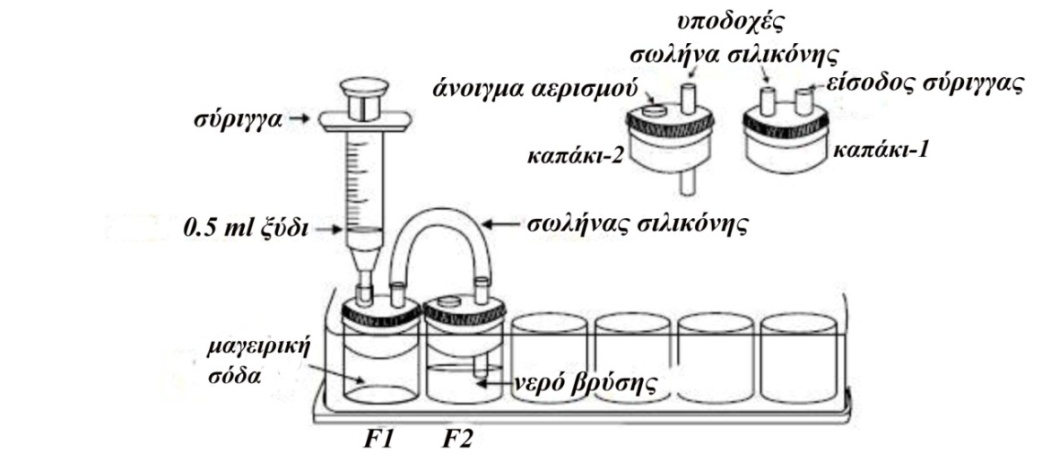 υποδοχές
σωλήνα σιλικόνης
άνοιγμα αερισμού
είσοδος σύριγγας
σύριγγα
καπάκι-2
καπάκι-1
0.5 ml ξύδι
σωλήνας σιλικόνης
μαγειρική
σόδα
νερό βρύσης
F1 F2